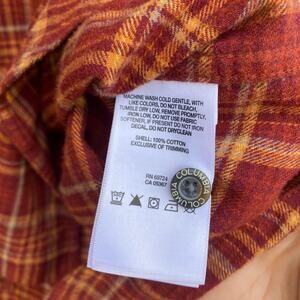 MACHINE WASH COLD GENTLE, WITH
LIKE COLORS, DO NOT BLEACH,
TUMBLE DRY LOW, REMOVE PROMPTLY,
IRON LOW, DO NOT USE FABRIC
SOFTENER, IF PRESENT DO NOT IRON
DECAL, DO NOT DRYCLEAN
SHELL: 100% COTTON
EXCLUSIVE OF TRIMMING
RN 69724
CA 05367
COLUMBIA
COLUMBIA